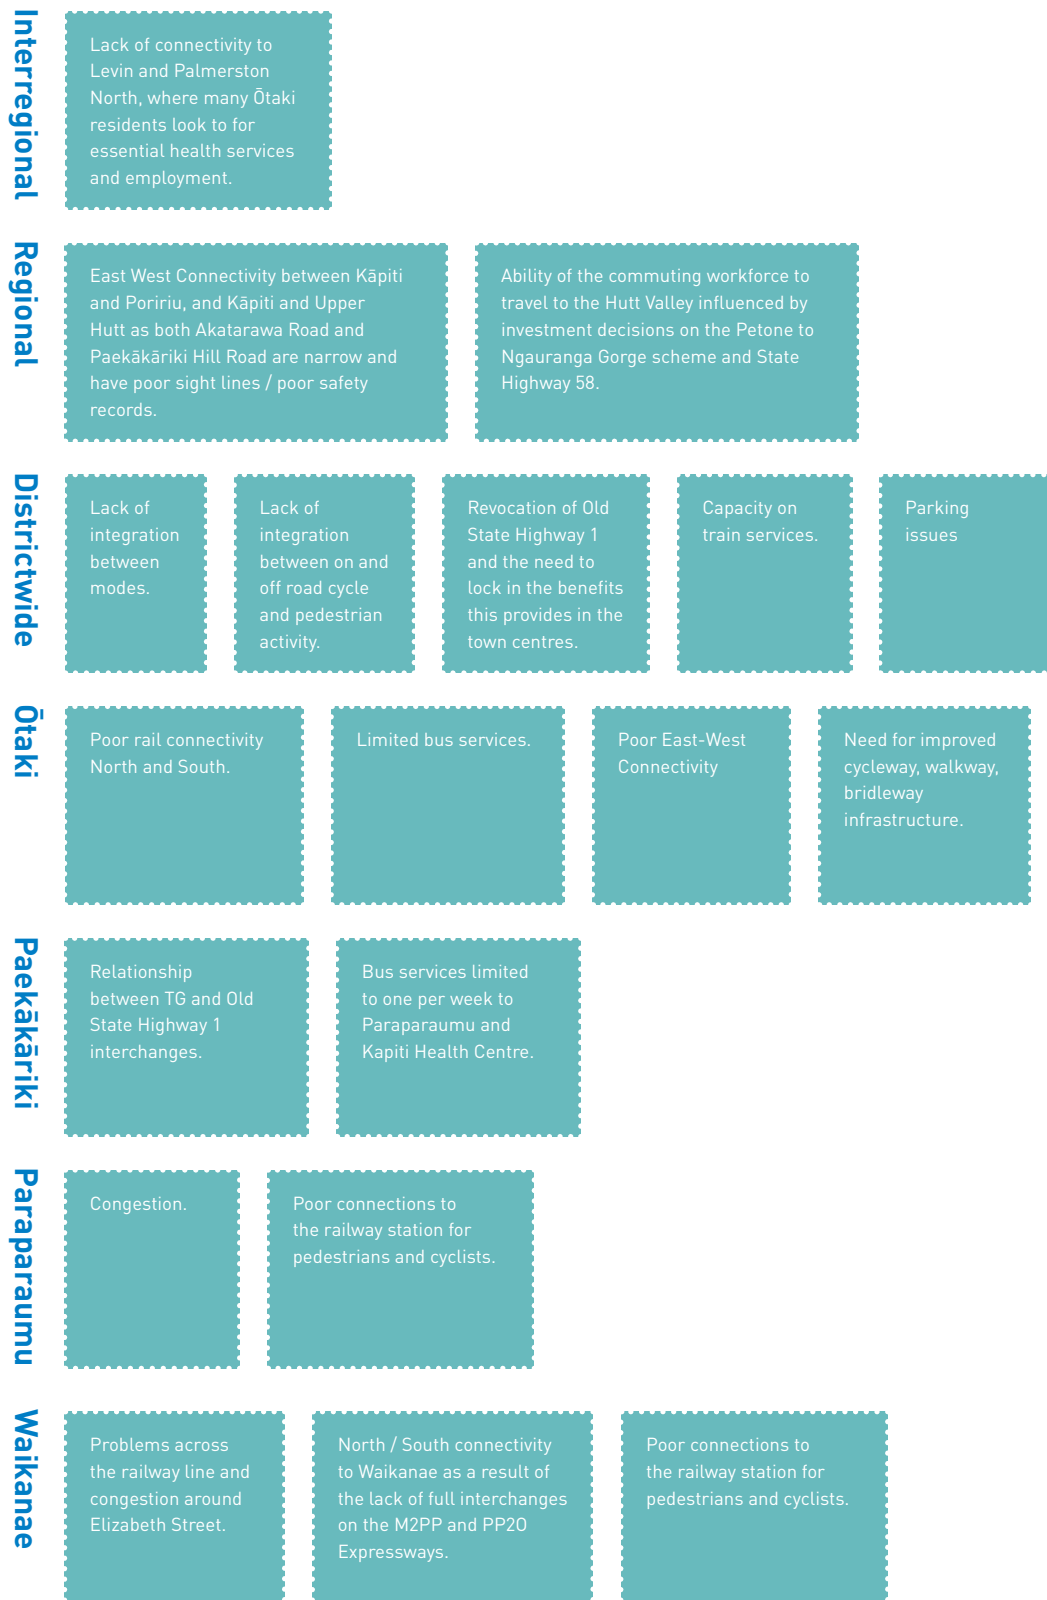 Interregional
Lack of connectivity to
Levin and Palmerston
North, where many Ōtaki
residents look to for
essential health services
and employment.
Regional
East West Connectivity between Kāpiti
and Poririu, and Kāpiti and Upper
Hutt as both Akatarawa Road and
Paekākāriki Hill Road are narrow and
have poor sight lines / poor safety
records.
Ability of the commuting workforce to
travel to the Hutt Valley influenced by
investment decisions on the Petone to
Ngauranga Gorge scheme and State
Highway 58.
Districtwide
Lack of
integration
between
modes.
Lack of
integration
between on and
off road cycle
and pedestrian
activity.
Revocation of Old
State Highway 1
and the need to
lock in the benefits
this provides in the
town centres.
Capacity on
train services.
Parking
issues
Ōtaki
Poor rail connectivity
North and South.
Limited bus services.
Poor East-West
Connectivity
Need for improved
cycleway, walkway,
bridleway
infrastructure.
Paekākāriki
Relationship
between TG and Old
State Highway 1
interchanges.
Bus services limited
to one per week to
Paraparaumu and
Kapiti Health Centre.
Paraparaumu
Congestion.
Poor connections to
the railway station for
pedestrians and cyclists.
Waikanae
Problems across
the railway line and
congestion around
Elizabeth Street.
North / South connectivity
to Waikanae as a result of
the lack of full interchanges
on the M2PP and PP2O
Expressways.
Poor connections to
the railway station for
pedestrians and cyclists.